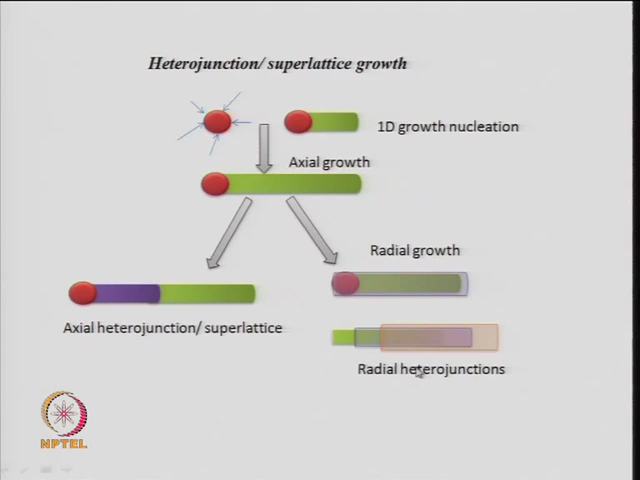 Heterojunction/ superlattice growth
1D growth nucleation
Axial growth
Radial growth
Axial heterojunction/ superlattice
Radial heterojunctions
NPTEL